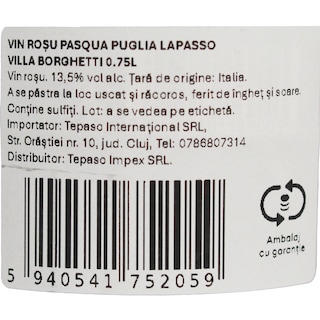 VIN ROȘU PASQUA PUGLIA LAPASSO
VILLA BORGHETTI 0.75L
Vin roșu. 13,5% vol alc. Țară de origine: Italia.
A se păstra la loc uscat și răcoros, ferit de îngheț și soare.
Conține sulfiți. Lot: a se vedea pe etichetă.
Importator: Tepaso International SRL,
Str. Orăștiei nr. 10, jud. Cluj, Tel: 0786807314
Distribuitor: Tepaso Impex SRL.
Ambalaj
cu garanție
5 940541 752059